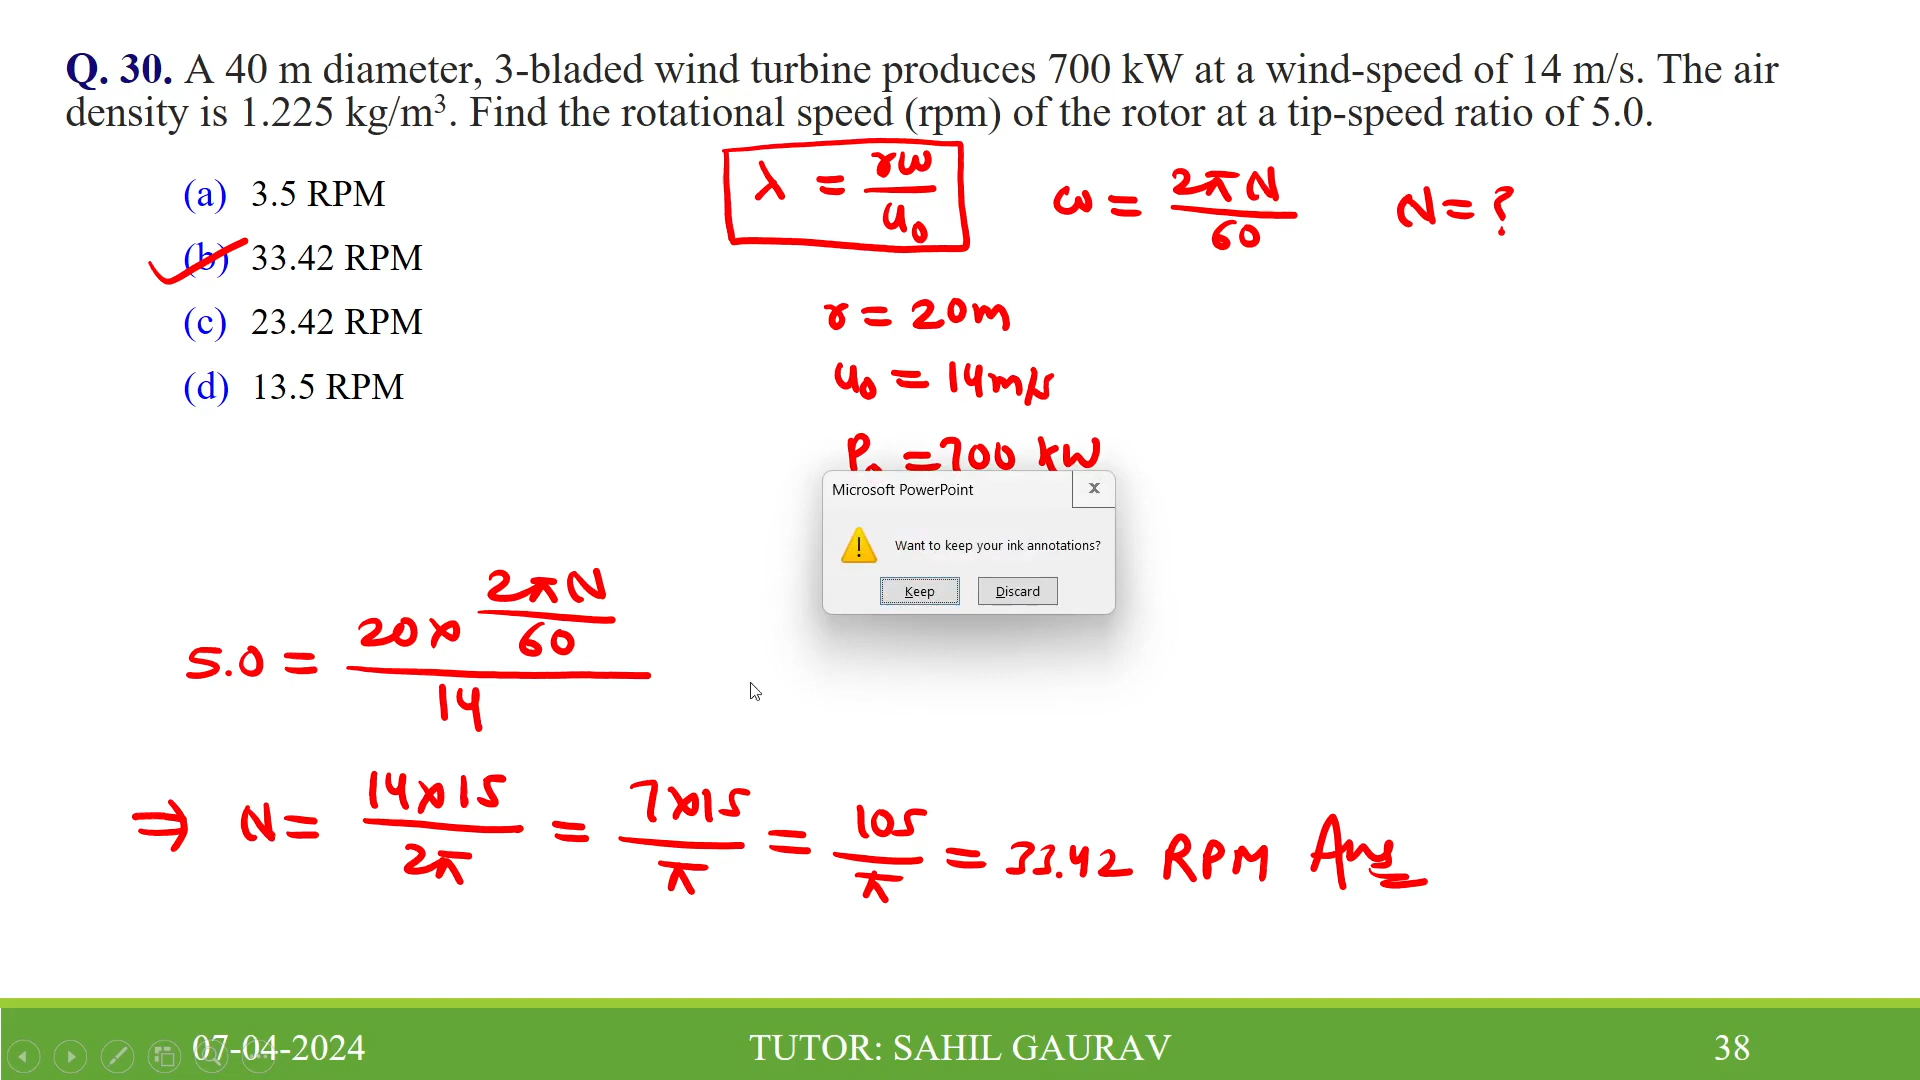 Q. 30. A 40 m diameter, 3-bladed wind turbine produces 700 kW at a wind-speed of 14 m/s. The air
density is 1.225 kg/m³. Find the rotational speed (rpm) of the rotor at a tip-speed ratio of 5.0.
(a) 3.5 RPM
(b) 33.42 RPM
(c) 23.42 RPM
(d) 13.5 RPM
λ = rω/u₀
ω = 2πN/60
N = ?
r = 20m
u₀ = 14m/s
= 700 kW
Microsoft PowerPoint
X
Want to keep your ink annotations?
Keep
Discard
5.0 = (20 × 2πN/60)/14
⇒ N = 14×15/2π = 7×15/π = 105/π = 33.42 RPM Ans
07-04-2024
TUTOR: SAHIL GAURAV
38